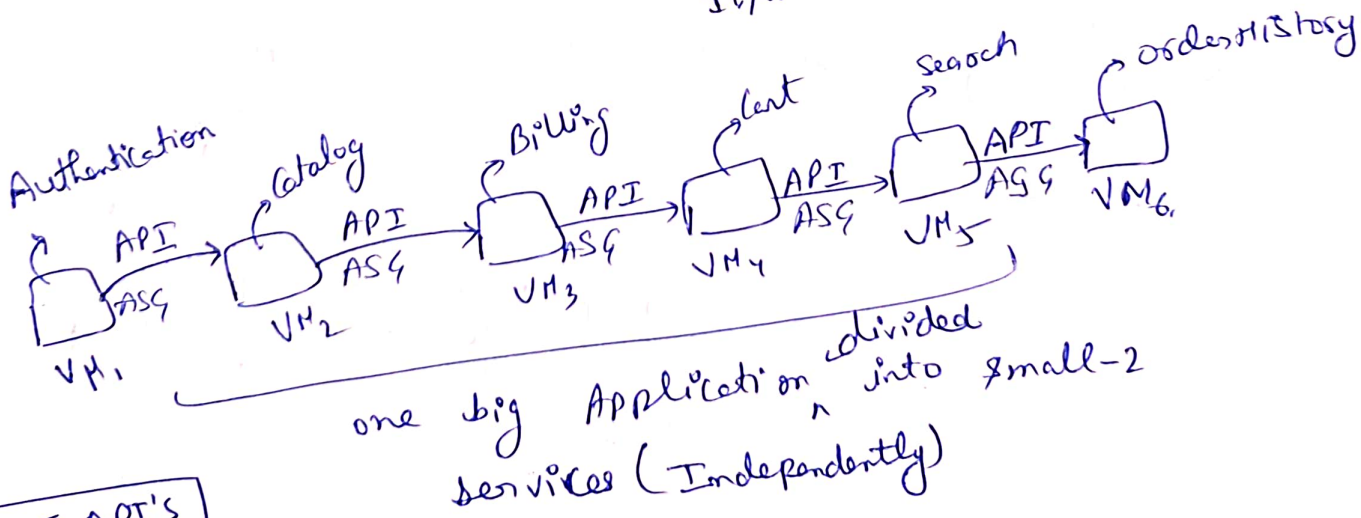 Authentication
Catalog
Billing
Cart
Search
OrderHistory
API
ASG
API
ASG
API
ASG
API
ASG
API
ASG
VM1
VM2
VM3
VM4
VM5
VM6.
one big Application ^ divided into small-2
services (Independently)